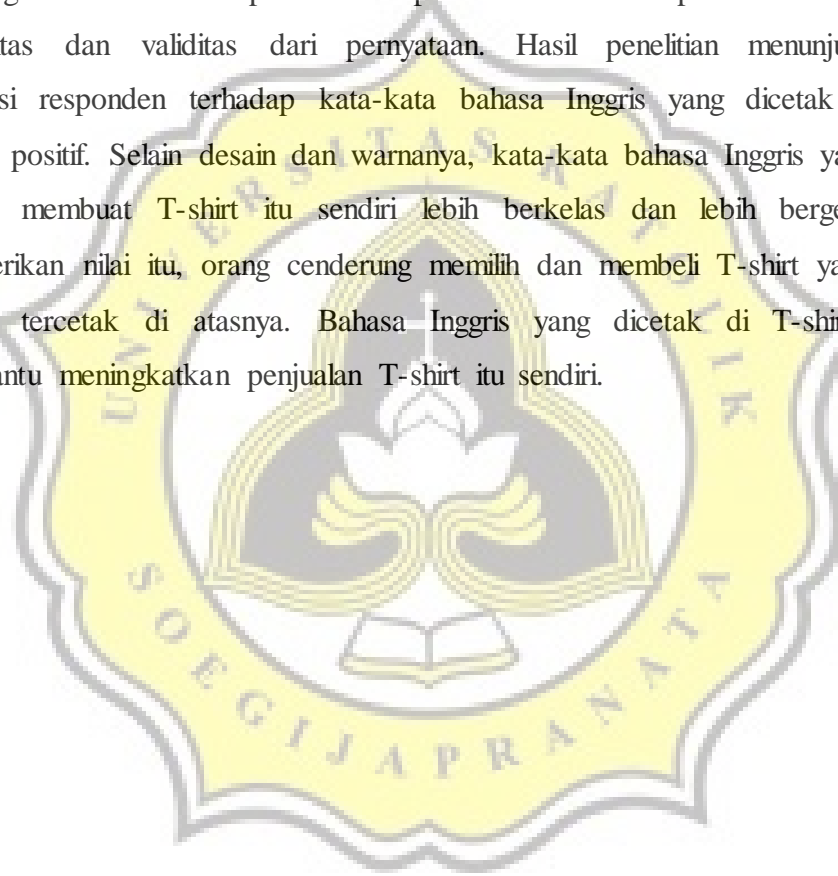 tas dan validitas dari pernyataan. Hasil penelitian menunju
si responden terhadap kata-kata bahasa Inggris yang dicetak
positif. Selain desain dan warnanya, kata-kata bahasa Inggris ya
membuat T-shirt itu sendiri lebih berkelas dan lebih berge
erikan nilai itu, orang cenderung memilih dan membeli T-shirt ya
tercetak di atasnya. Bahasa Inggris yang dicetak di T-shir
antu meningkatkan penjualan T-shirt itu sendiri.
UNIVERSITAS KATOLIK
SOEGIJAPRANATA